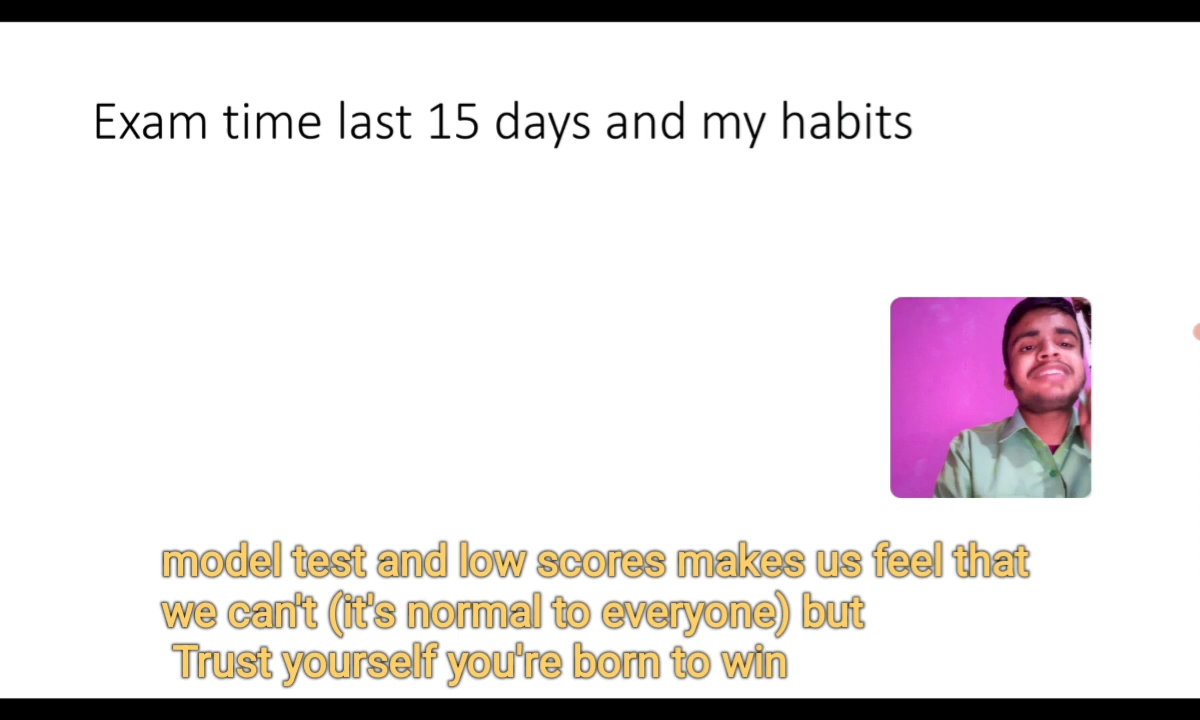 Exam time last 15 days and my habits
model test and low scores makes us feel that
we can't (it's normal to everyone) but
Trust yourself you're born to win